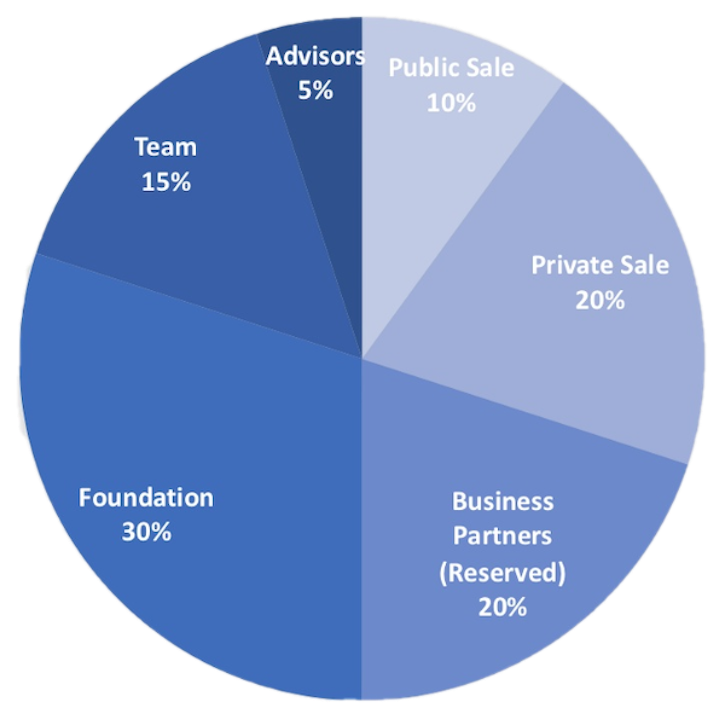 Advisors
5%
Public Sale
10%
Team
15%
Private Sale
20%
Foundation
30%
Business
Partners
(Reserved)
20%